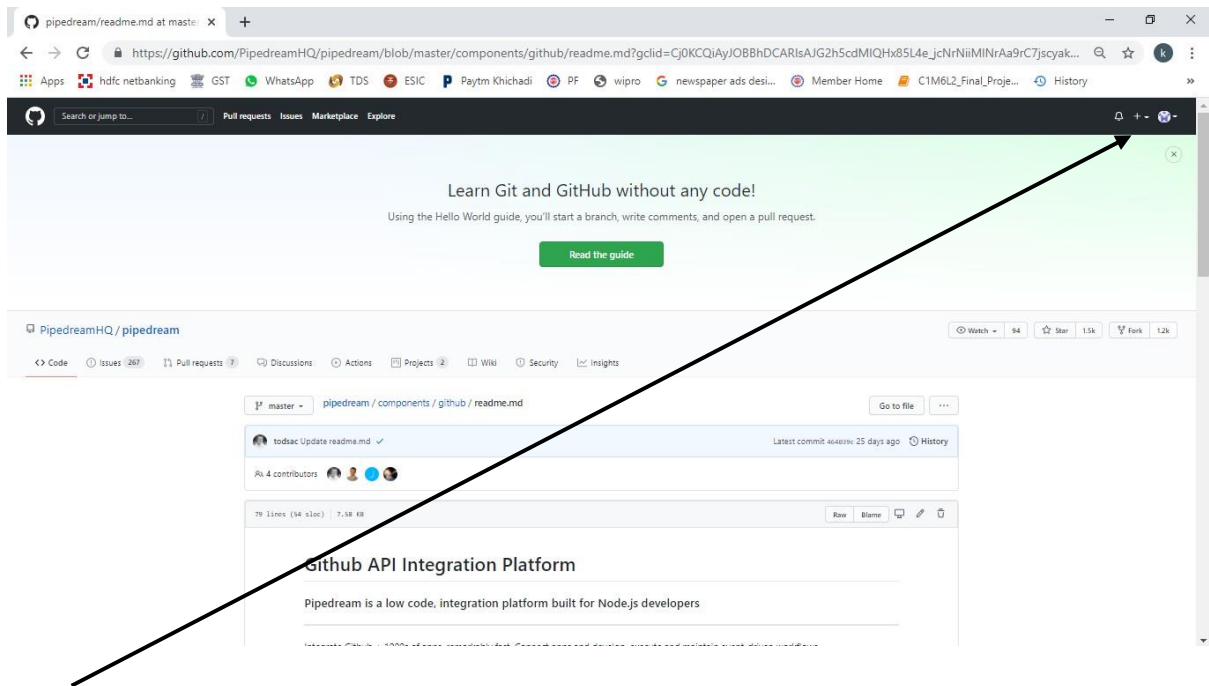 pipedream/readme.md at maste
https://github.com/PipedreamHQ/pipedream/blob/master/components/github/readme.md?gclid=Cj0KCQiAyJOBBhDCARIsAJG2h5cdMIQHx85L4e_jcNrNiiMINrAa9rC7jscyak... k
Apps hdfc netbanking GST WhatsApp TDS ESIC Paytm Khichadi PF wipro newspaper ads desi... Member Home C1M6L2_Final_Proje... History »
Search or jump to... / Pull requests Issues Marketplace Explore
Learn Git and GitHub without any code!
Using the Hello World guide, you'll start a branch, write comments, and open a pull request.
Read the guide
PipedreamHQ / pipedream Watch 94 Star 1.5k Fork 12k
Code Issues 267 Pull requests 7 Discussions Actions Projects 2 Wiki Security Insights
master pipedream / components / github / readme.md Go to file ...
todsac Update readme.md Latest commit 25 days ago History
4 contributors
79 lines (54 sloc) 7.58 KB Raw Blame
Github API Integration Platform
Pipedream is a low code, integration platform built for Node.js developers